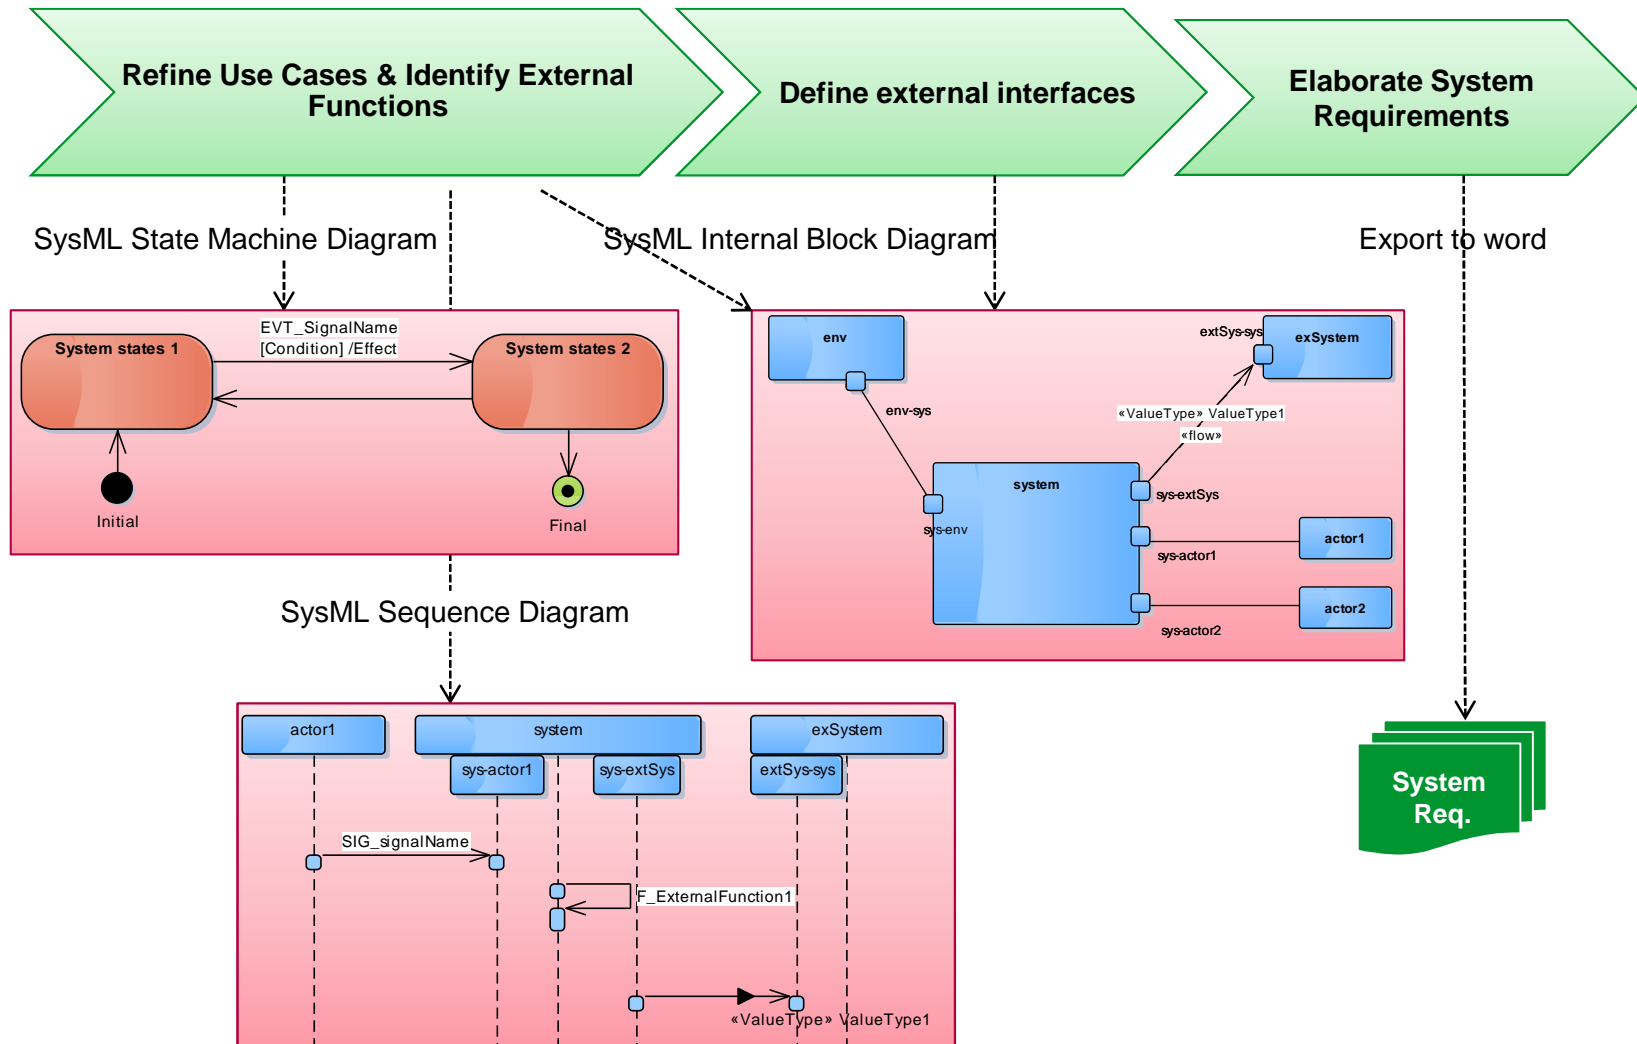 Refine Use Cases & Identify External
Functions
Define external interfaces
Elaborate System
Requirements
SysML State Machine Diagram
SysML Internal Block Diagram
Export to word
System states 1
EVT_SignalName
[Condition] /Effect
System states 2
Initial
Final
env
extSys-sys
exSystem
env-sys
«ValueType» ValueType1
«flow»
system
sys-extSys
sys-env
sys-actor1
actor1
sys-actor2
actor2
SysML Sequence Diagram
actor1
system
exSystem
sys-actor1
sys-extSys
extSys-sys
SIG_signalName
F_ExternalFunction1
«ValueType» ValueType1
System
Req.